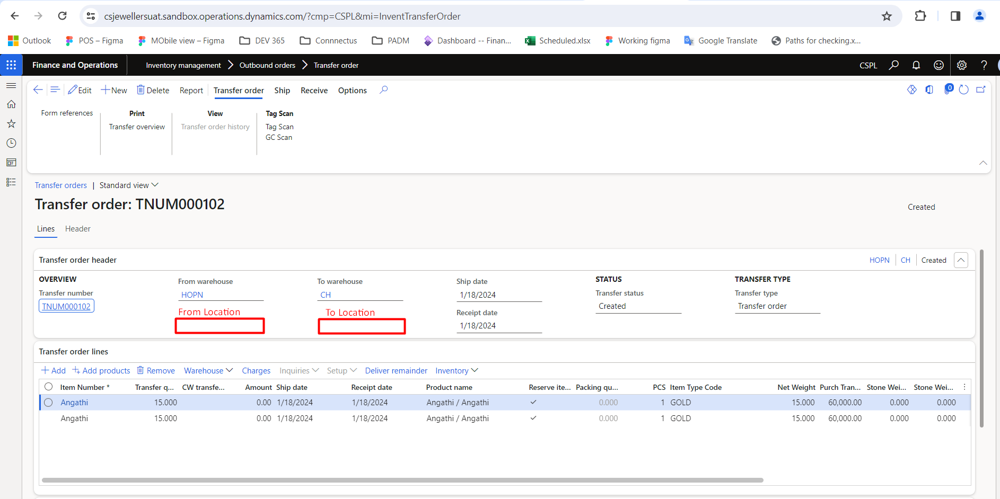 csjewellersuat.sandbox.operations.dynamics.com/?cmp=CSPL&mi=InventTransferOrder
Outlook POS – Figma MObile view – Figma DEV 365 Connnectus PADM Dashboard -- Finan... Scheduled.xlsx Working figma Google Translate Paths for checking.x...
Finance and Operations Inventory management Outbound orders Transfer order CSPL ?
Edit New Delete Report Transfer order Ship Receive Options 0
Form references Print View Tag Scan
Transfer overview Transfer order history Tag Scan
GC Scan
Transfer orders | Standard view
Transfer order: TNUM000102
Created
Lines Header
Transfer order header HOPN CH Created
OVERVIEW From warehouse To warehouse Ship date STATUS TRANSFER TYPE
Transfer number HOPN CH 1/18/2024 Transfer status Transfer type
TNUM000102 From Location To Location Receipt date Created Transfer order
1/18/2024
Transfer order lines
Add Add products Remove Warehouse Charges Inquiries Setup Deliver remainder Inventory
Item Number * Transfer q... CW transfe... Amount Ship date Receipt date Product name Reserve ite... Packing qu... PCS Item Type Code Net Weight Purch Tran... Stone Wei... Stone Wei...
Angathi 15.000 0.00 1/18/2024 1/18/2024 Angathi / Angathi 0.000 1 GOLD 15.000 60,000.00 0.000 0.000
Angathi 15.000 0.00 1/18/2024 1/18/2024 Angathi / Angathi 0.000 1 GOLD 15.000 60,000.00 0.000 0.000